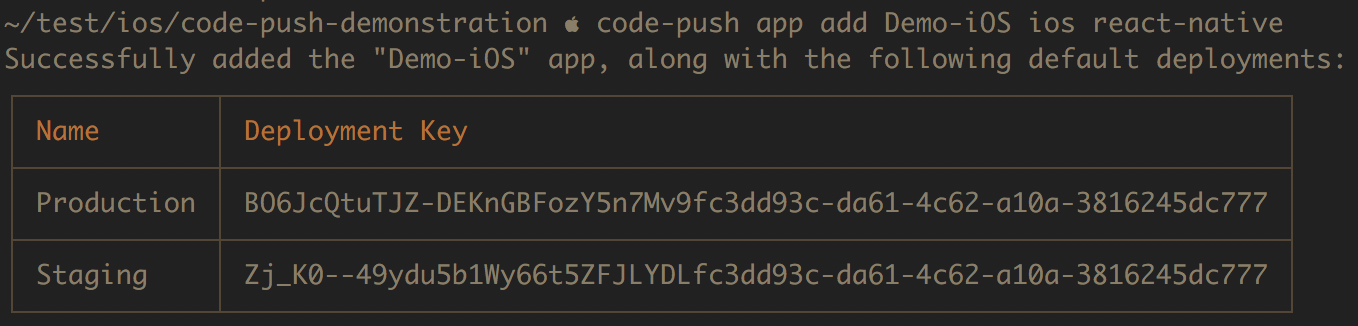 ~/test/ios/code-push-demonstration  code-push app add Demo-iOS ios react-native
Successfully added the "Demo-iOS" app, along with the following default deployments:
Name Deployment Key
Production BO6JcQtuTJZ-DEKnGBFozY5n7Mv9fc3dd93c-da61-4c62-a10a-3816245dc777
Staging Zj_K0--49ydu5b1Wy66t5ZFJLYDLfc3dd93c-da61-4c62-a10a-3816245dc777